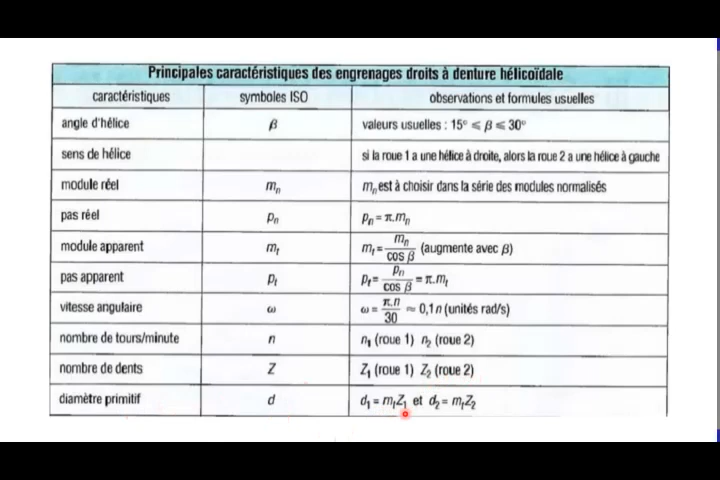 Principales caractéristiques des engrenages droits à denture hélicoïdale
caractéristiques symboles ISO observations et formules usuelles
angle d'hélice β valeurs usuelles : 15° ⩽ β ⩽ 30°
sens de hélice si la roue 1 a une hélice à droite, alors la roue 2 a une hélice à gauche
module réel mₙ mₙ est à choisir dans la série des modules normalisés
pas réel pₙ pₙ = π.mₙ
module apparent mₜ mₜ = mₙ / cos β (augmente avec β)
pas apparent pₜ pₜ = pₙ / cos β = π.mₜ
vitesse angulaire ω ω = π.n / 30 ≈ 0,1 n (unités rad/s)
nombre de tours/minute n n₁ (roue 1) n₂ (roue 2)
nombre de dents Z Z₁ (roue 1) Z₂ (roue 2)
diamètre primitif d d₁ = mₜZ₁ et d₂ = mₜZ₂